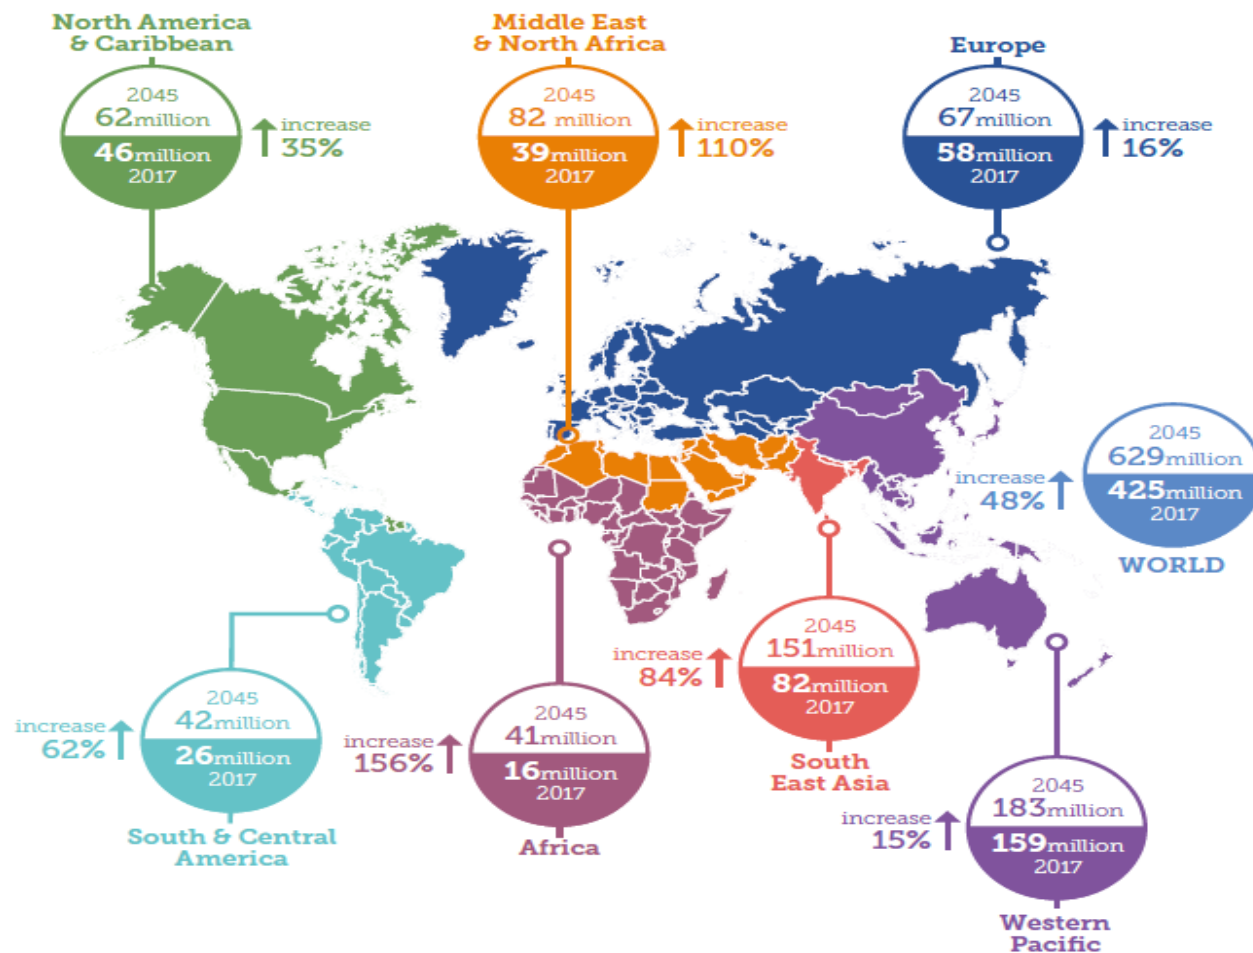 North America
& Caribbean
2045
62million
46million
2017
increase
35%
Middle East
& North Africa
2045
82 million
39million
2017
increase
110%
Europe
2045
67million
58million
2017
increase
16%
2045
629million
425million
2017
WORLD
increase
48%
2045
151million
82million
2017
South
East Asia
increase
84%
2045
42million
26million
2017
South & Central
America
increase
62%
2045
41million
16million
2017
Africa
increase
156%
2045
183million
159million
2017
Western
Pacific
increase
15%